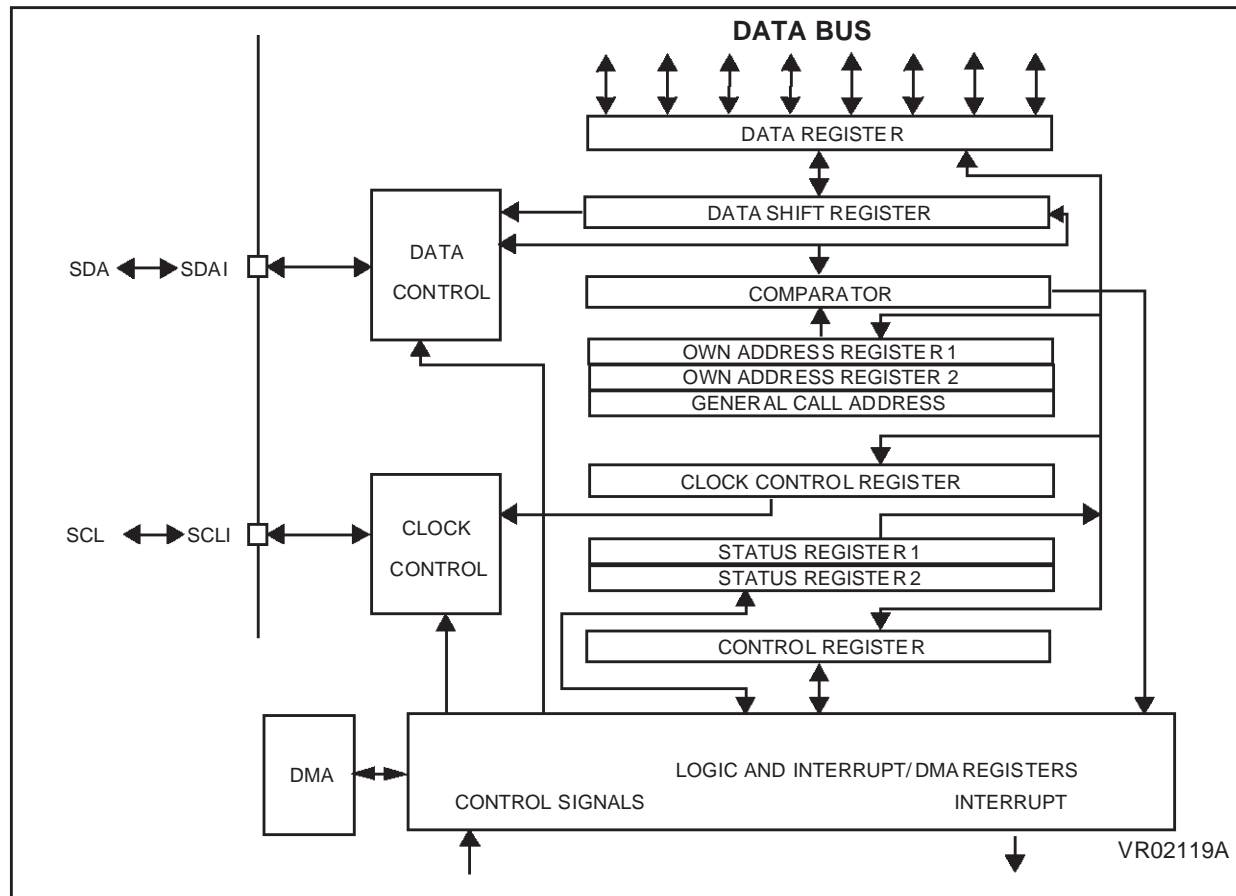 DATA BUS
DATA REGISTER
DATA SHIFT REGISTER
DATA
CONTROL
SDA
SDAI
COMPARATOR
OWN ADDRESS REGISTER 1
OWN ADDRESS REGISTER 2
GENERAL CALL ADDRESS
CLOCK CONTROL REGISTER
CLOCK
CONTROL
SCL
SCLI
STATUS REGISTER 1
STATUS REGISTER 2
CONTROL REGISTER
DMA
LOGIC AND INTERRUPT/DMA REGISTERS
CONTROL SIGNALS
INTERRUPT
VR02119A